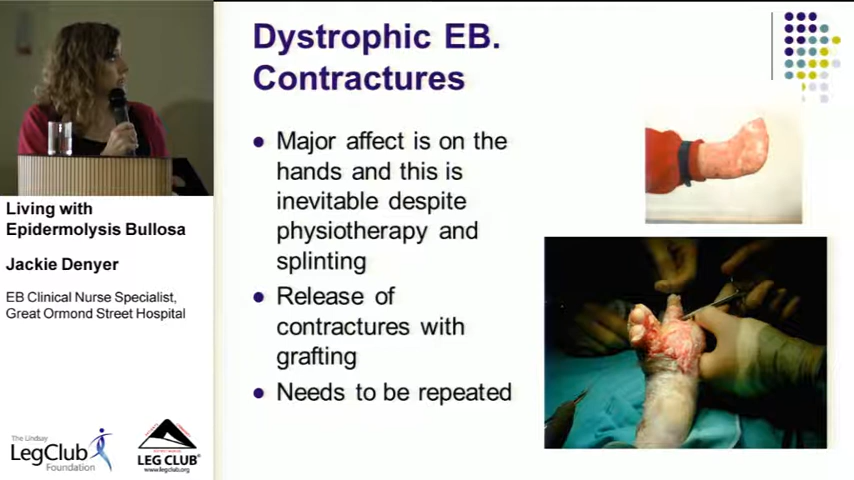 Dystrophic EB.
Contractures
Major affect is on the
hands and this is
inevitable despite
physiotherapy and
splinting
Release of
contractures with
grafting
Needs to be repeated
Living with
Epidermolysis Bullosa
Jackie Denyer
EB Clinical Nurse Specialist,
Great Ormond Street Hospital
The Lindsay
LegClub
Foundation
LEG CLUB®
www.legclub.org